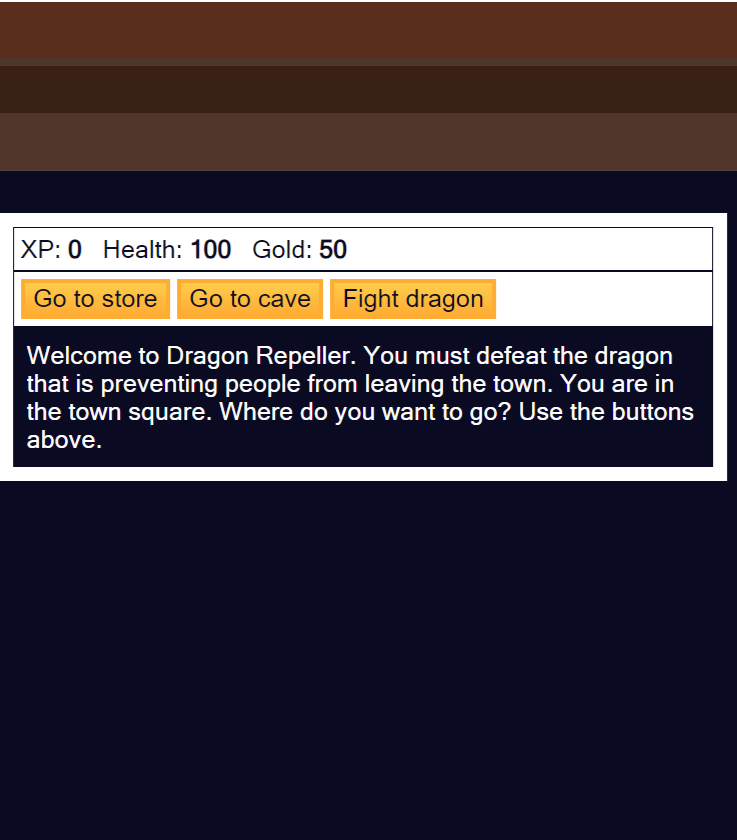 XP: 0 Health: 100 Gold: 50
Go to store Go to cave Fight dragon
Welcome to Dragon Repeller. You must defeat the dragon
that is preventing people from leaving the town. You are in
the town square. Where do you want to go? Use the buttons
above.